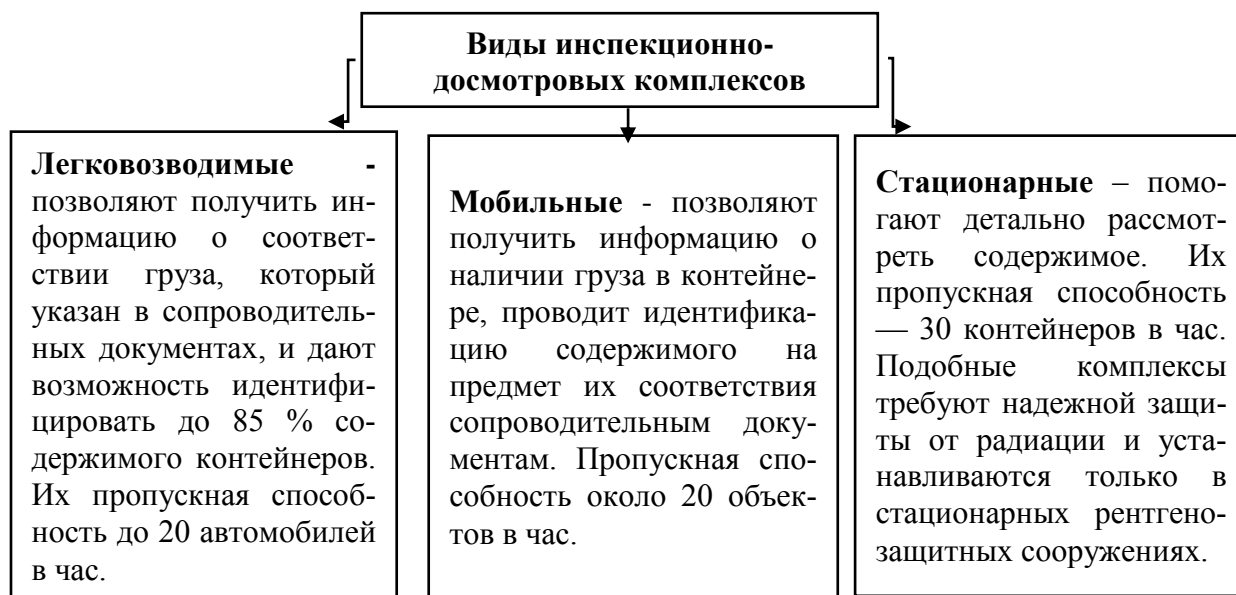 Виды инспекционно-
досмотровых комплексов
Легковозводимые -
позволяют получить ин-
формацию о соответ-
ствии груза, который
указан в сопроводитель-
ных документах, и дают
возможность идентифи-
цировать до 85 % со-
держимого контейнеров.
Их пропускная способ-
ность до 20 автомобилей
в час.
Мобильные - позволяют
получить информацию о
наличии груза в контейне-
ре, проводит идентифика-
цию содержимого на
предмет их соответствия
сопроводительным доку-
ментам. Пропускная спо-
собность около 20 объек-
тов в час.
Стационарные – помо-
гают детально рассмот-
реть содержимое. Их
пропускная способность
— 30 контейнеров в час.
Подобные комплексы
требуют надежной защи-
ты от радиации и уста-
навливаются только в
стационарных рентгено-
защитных сооружениях.